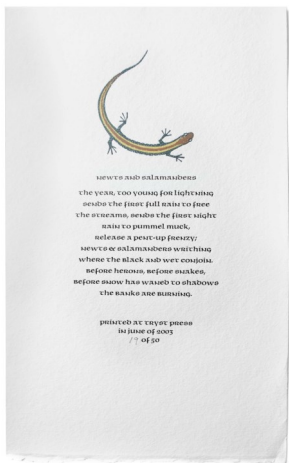 Newts and Salamanders
The year, too young for lightning
sends the first full rain to free
the streams, sends the first night
rain to pummel muck,
release a pent-up frenzy;
newts & salamanders writhing
where the black and wet conjoin.
Before herons, before snakes,
before snow has waned to shadows
the banks are burning.
Printed at Tryst Press
in June of 2003
19 of 50